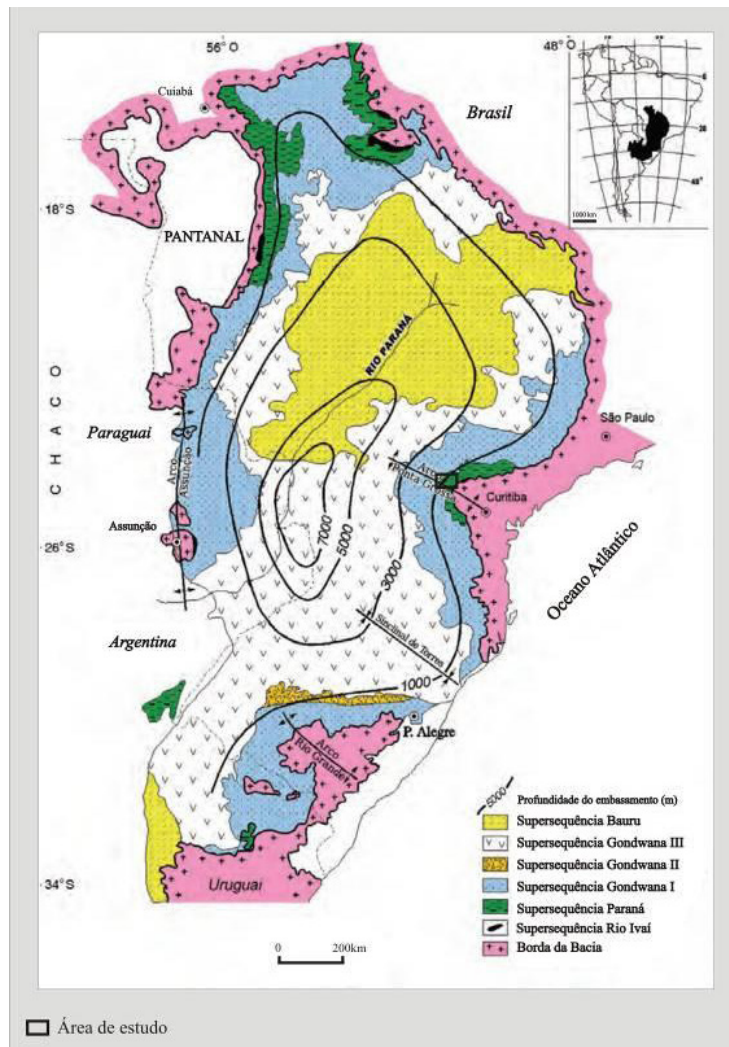 56° O
48° O
Cuiabá
Brasil
18°S
PANTANAL
RIO PARANÁ
CHACO
Paraguai
Arco
Assunção
São Paulo
Arco
Ponta Grossa
Curitiba
Assunção
26°S
7000
5000
3000
Oceano Atlântico
Argentina
Sinclinal de Torres
1000
P. Alegre
Arco
Rio Grande
34°S
Uruguai
1000 km
5000 Profundidade do embasamento (m)
Supersequência Bauru
Supersequência Gondwana III
Supersequência Gondwana II
Supersequência Gondwana I
Supersequência Paraná
Supersequência Rio Ivaí
Borda da Bacia
0 200km
Área de estudo